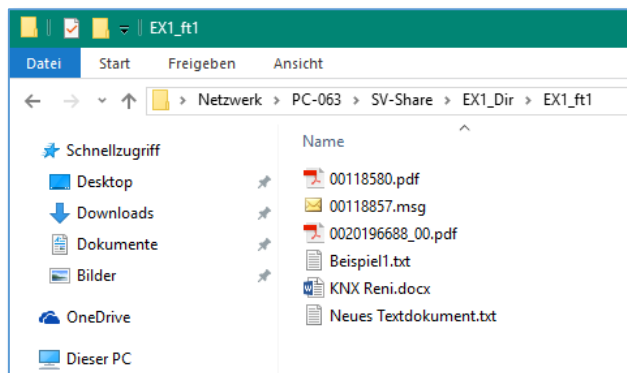 EX1_ft1
Datei Start Freigeben Ansicht
Netzwerk > PC-063 > SV-Share > EX1_Dir > EX1_ft1
Name
Schnellzugriff
Desktop
Downloads
Dokumente
Bilder
OneDrive
Dieser PC
00118580.pdf
00118857.msg
0020196688_00.pdf
Beispiel1.txt
KNX Reni.docx
Neues Textdokument.txt